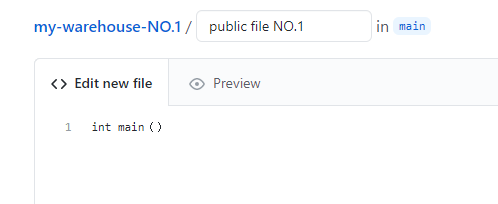 my-warehouse-NO.1 / public file NO.1 in main
<> Edit new file Preview
1 int main()